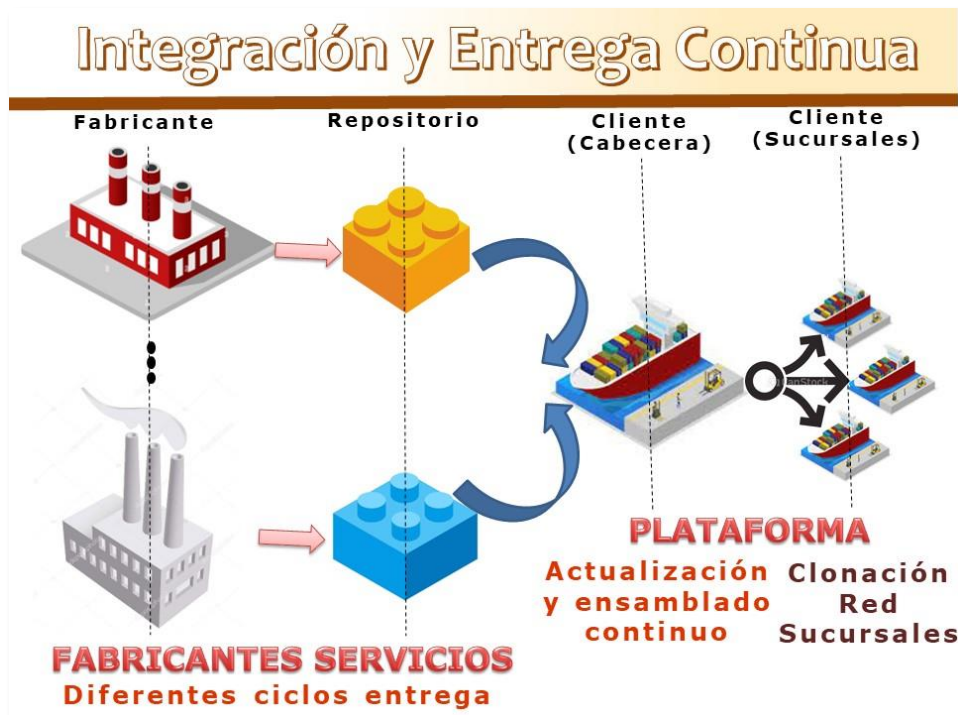 Integración y Entrega Continua
Fabricante
Repositorio
Cliente
(Cabecera)
Cliente
(Sucursales)
PLATAFORMA
Actualización
y ensamblado
continuo
Clonación
Red
Sucursales
FABRICANTES SERVICIOS
Diferentes ciclos entrega